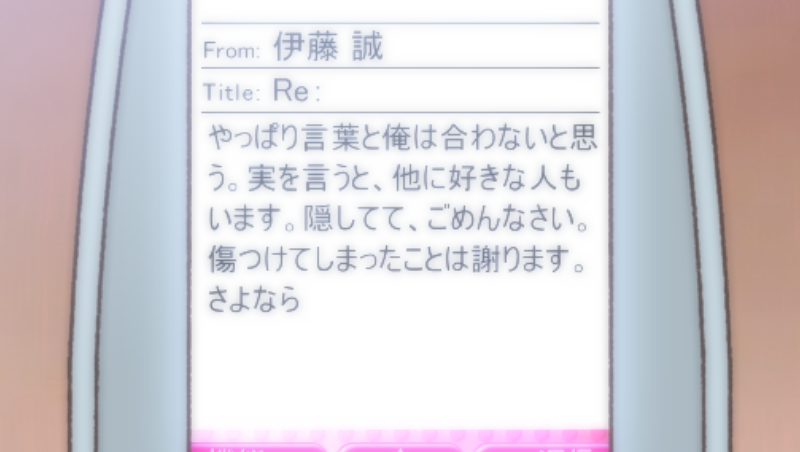 From: 伊藤 誠
Title: Re:
やっぱり言葉と俺は合わないと思
う。実を言うと、他に好きな人も
います。隠してて、ごめんなさい。
傷つけてしまったことは謝ります。
さよなら